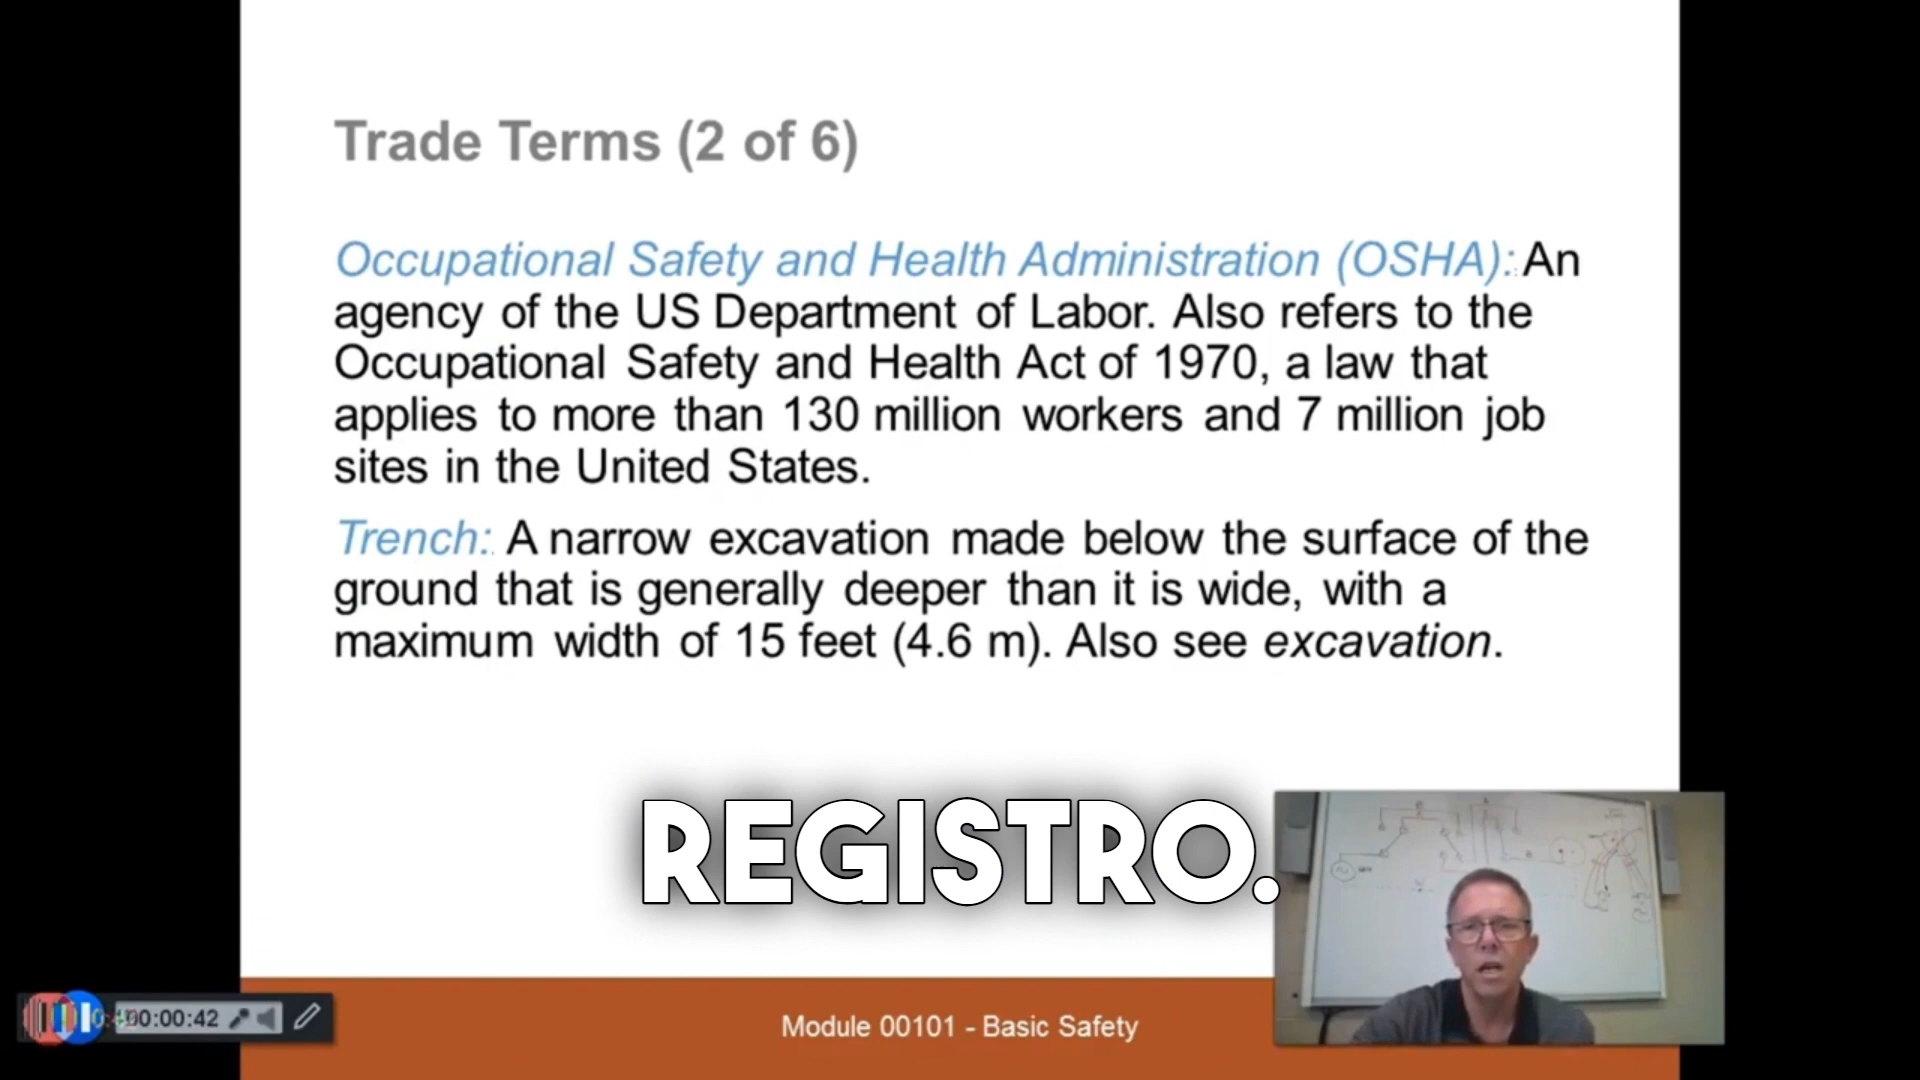 Trade Terms (2 of 6)
Occupational Safety and Health Administration (OSHA): An
agency of the US Department of Labor. Also refers to the
Occupational Safety and Health Act of 1970, a law that
applies to more than 130 million workers and 7 million job
sites in the United States.
Trench: A narrow excavation made below the surface of the
ground that is generally deeper than it is wide, with a
maximum width of 15 feet (4.6 m). Also see excavation.
REGISTRO.
00:00:42
Module 00101 - Basic Safety